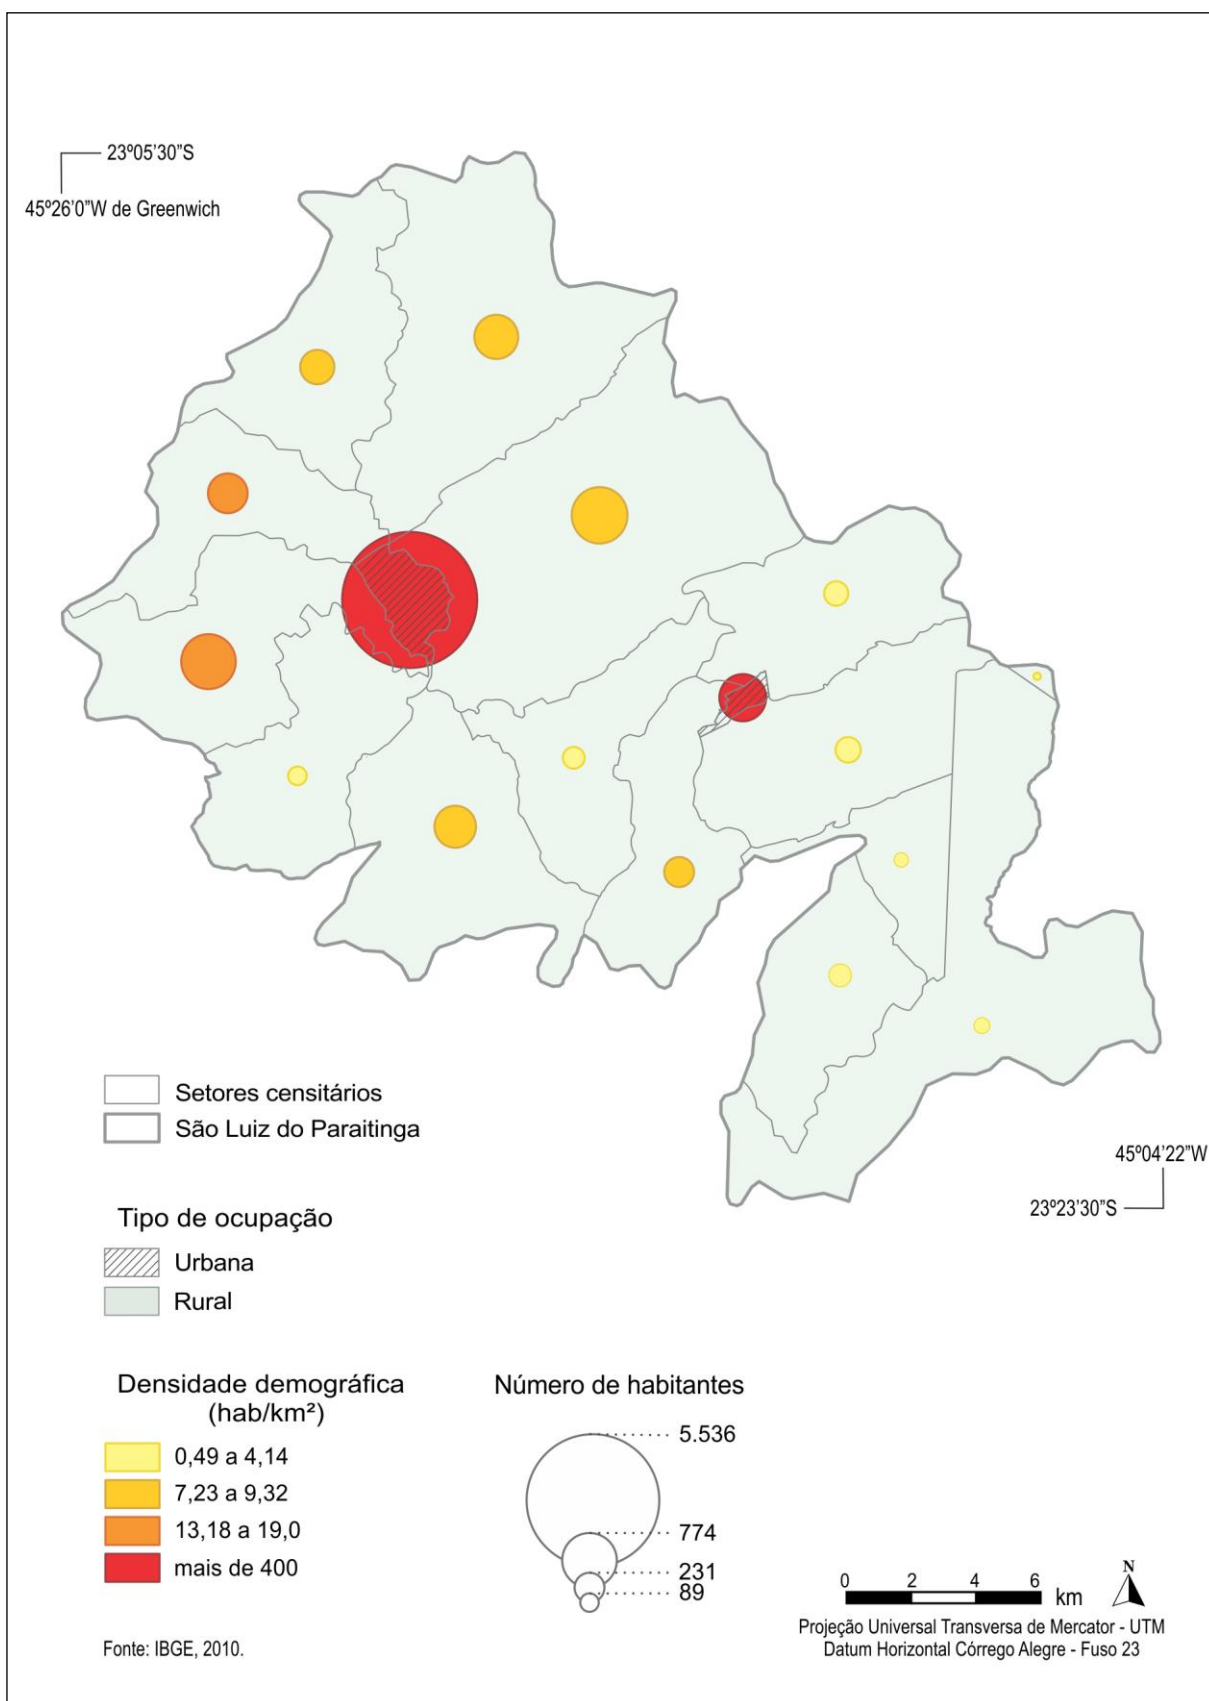 23º05'30"S
45º26'0"W de Greenwich
45º04'22"W
23º23'30"S
Setores censitários
São Luiz do Paraitinga
Tipo de ocupação
Urbana
Rural
Densidade demográfica
(hab/km²)
0,49 a 4,14
7,23 a 9,32
13,18 a 19,0
mais de 400
Número de habitantes
5.536
774
231
89
0 2 4 6
km
N
Projeção Universal Transversa de Mercator - UTM
Datum Horizontal Córrego Alegre - Fuso 23
Fonte: IBGE, 2010.